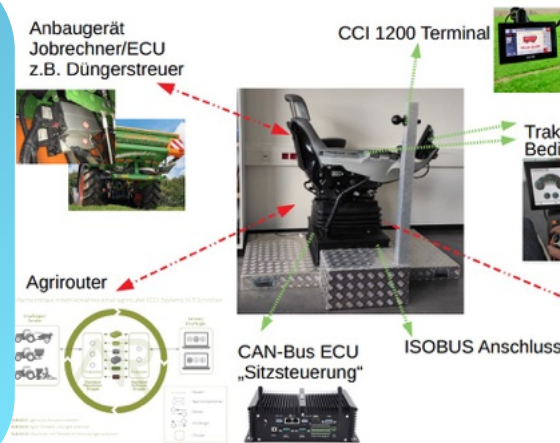 Anbaugerät
Jobrechner/ECU
z.B. Düngerstreuer
CCI 1200 Terminal
Trak
Bedi
Agrirouter
CAN-Bus ECU
„Sitzsteuerung“
ISOBUS Anschluss